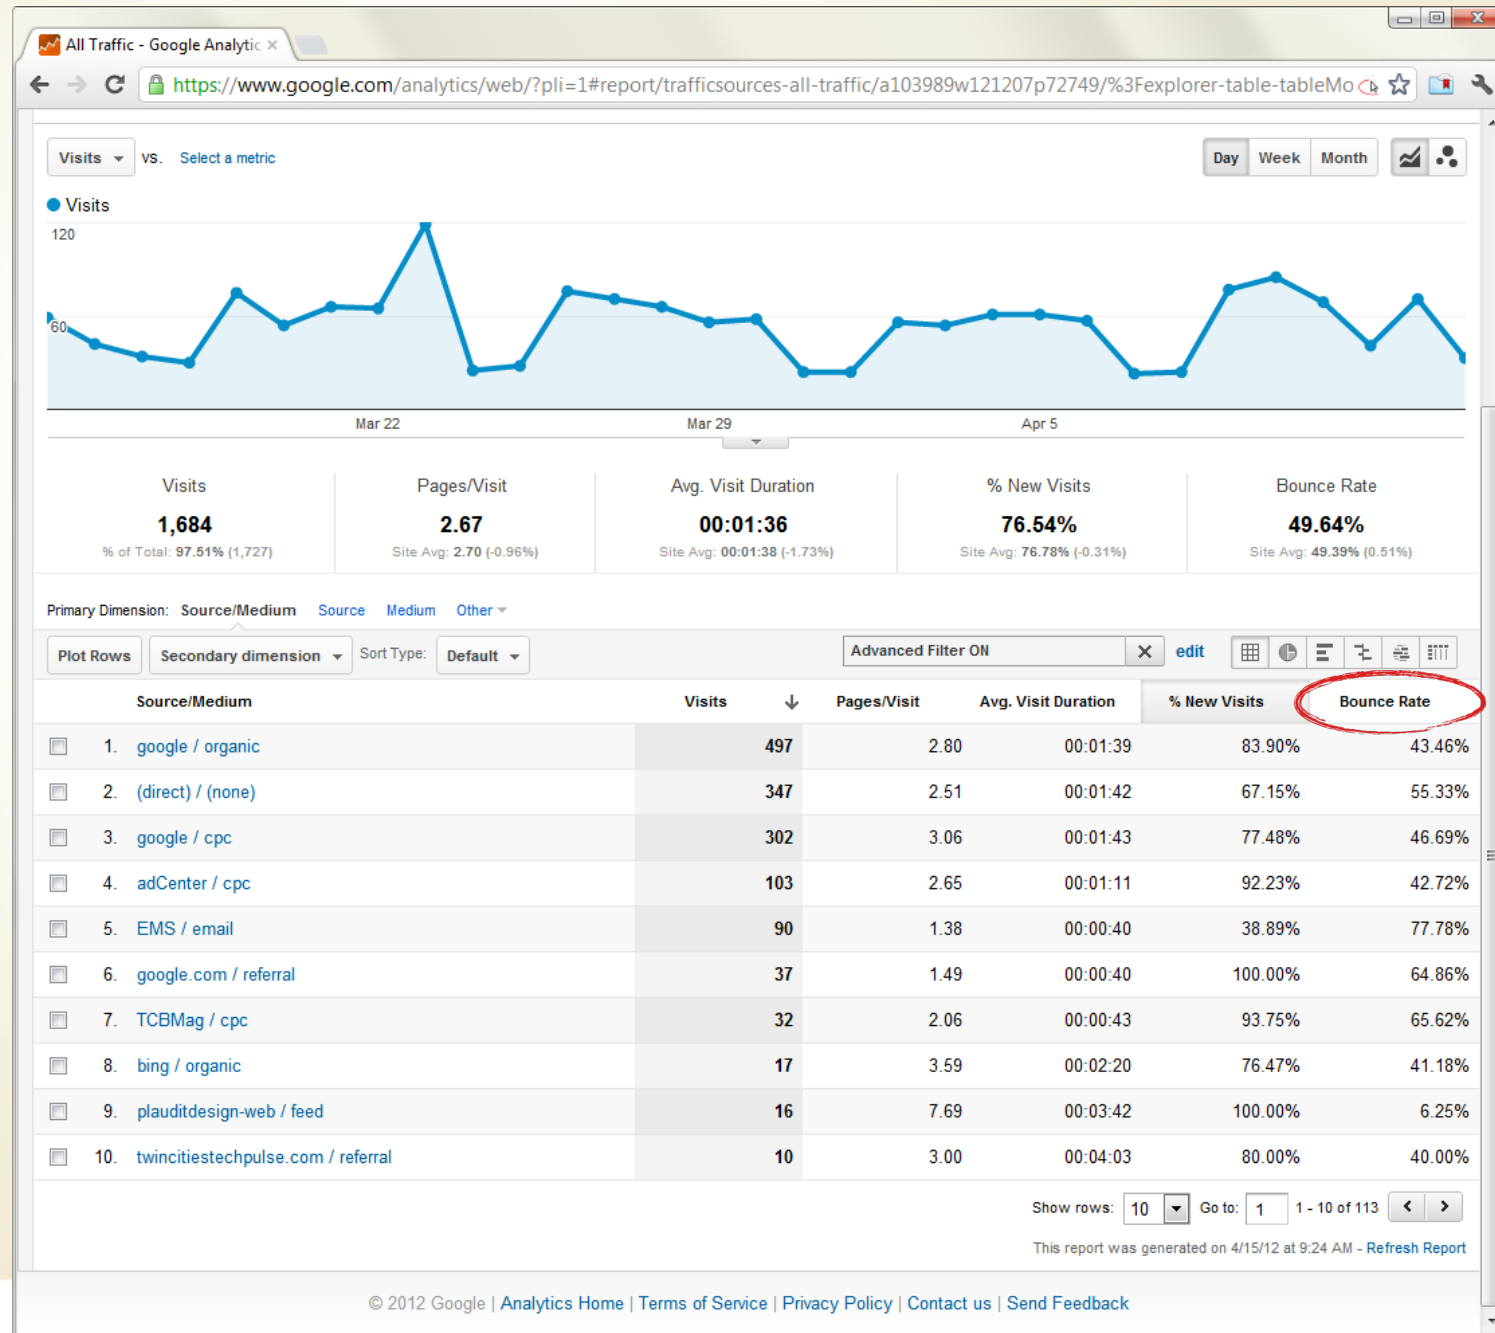 All Traffic - Google Analytic
https://www.google.com/analytics/web/?pli=1#report/trafficsources-all-traffic/a103989w121207p72749/%3Fexplorer-table-tableMo
Visits VS. Select a metric Day Week Month
Visits
120
60
Mar 22 Mar 29 Apr 5
Visits Pages/Visit Avg. Visit Duration % New Visits Bounce Rate
1,684 2.67 00:01:36 76.54% 49.64%
% of Total: 97.51% (1,727) Site Avg: 2.70 (-0.96%) Site Avg: 00:01:38 (-1.73%) Site Avg: 76.78% (-0.31%) Site Avg: 49.39% (0.51%)
Primary Dimension: Source/Medium Source Medium Other
Plot Rows Secondary dimension Sort Type: Default Advanced Filter ON edit
Source/Medium Visits Pages/Visit Avg. Visit Duration % New Visits Bounce Rate
1. google / organic 497 2.80 00:01:39 83.90% 43.46%
2. (direct) / (none) 347 2.51 00:01:42 67.15% 55.33%
3. google / cpc 302 3.06 00:01:43 77.48% 46.69%
4. adCenter / cpc 103 2.65 00:01:11 92.23% 42.72%
5. EMS / email 90 1.38 00:00:40 38.89% 77.78%
6. google.com / referral 37 1.49 00:00:40 100.00% 64.86%
7. TCBMag / cpc 32 2.06 00:00:43 93.75% 65.62%
8. bing / organic 17 3.59 00:02:20 76.47% 41.18%
9. plauditdesign-web / feed 16 7.69 00:03:42 100.00% 6.25%
10. twincitiestechpulse.com / referral 10 3.00 00:04:03 80.00% 40.00%
Show rows: 10 Go to: 1 1 - 10 of 113
This report was generated on 4/15/12 at 9:24 AM - Refresh Report
© 2012 Google | Analytics Home | Terms of Service | Privacy Policy | Contact us | Send Feedback